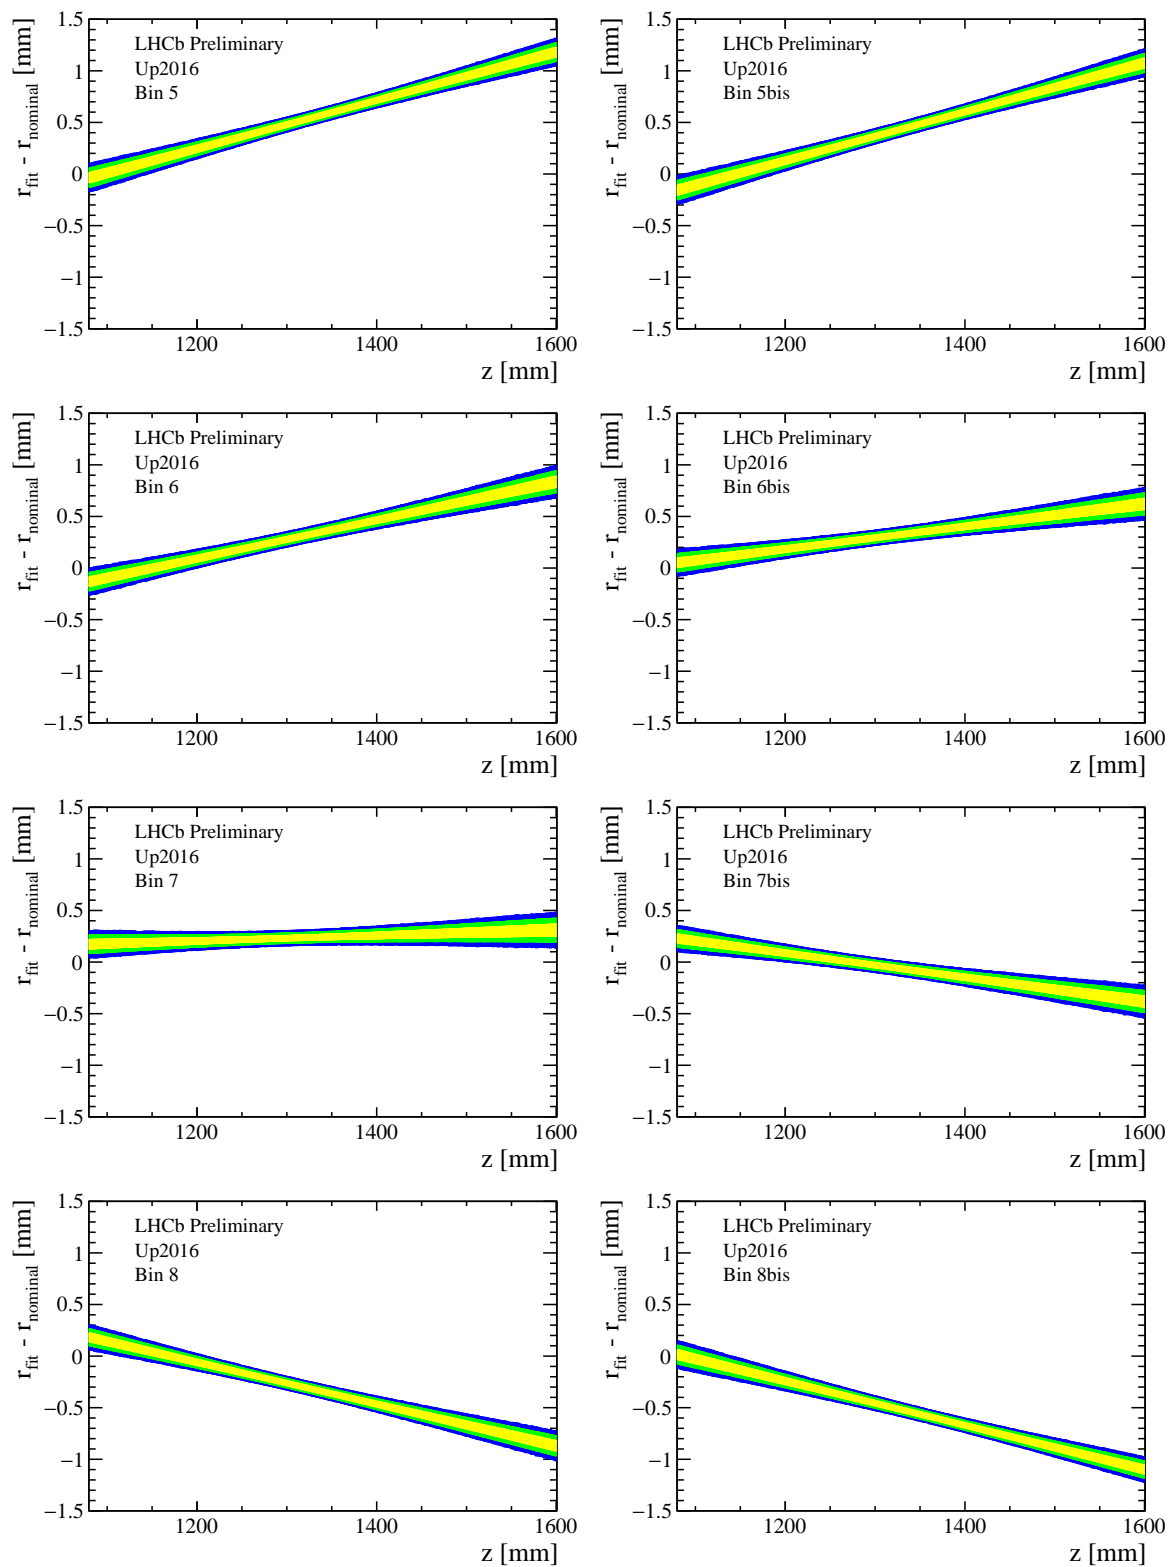 r_fit - r_nominal [mm]
1.5
1
0.5
0
−0.5
−1
−1.5
LHCb Preliminary
Up2016
Bin 5
1200
1400
1600
z [mm]
r_fit - r_nominal [mm]
1.5
1
0.5
0
−0.5
−1
−1.5
LHCb Preliminary
Up2016
Bin 5bis
1200
1400
1600
z [mm]
r_fit - r_nominal [mm]
1.5
1
0.5
0
−0.5
−1
−1.5
LHCb Preliminary
Up2016
Bin 6
1200
1400
1600
z [mm]
r_fit - r_nominal [mm]
1.5
1
0.5
0
−0.5
−1
−1.5
LHCb Preliminary
Up2016
Bin 6bis
1200
1400
1600
z [mm]
r_fit - r_nominal [mm]
1.5
1
0.5
0
−0.5
−1
−1.5
LHCb Preliminary
Up2016
Bin 7
1200
1400
1600
z [mm]
r_fit - r_nominal [mm]
1.5
1
0.5
0
−0.5
−1
−1.5
LHCb Preliminary
Up2016
Bin 7bis
1200
1400
1600
z [mm]
r_fit - r_nominal [mm]
1.5
1
0.5
0
−0.5
−1
−1.5
LHCb Preliminary
Up2016
Bin 8
1200
1400
1600
z [mm]
r_fit - r_nominal [mm]
1.5
1
0.5
0
−0.5
−1
−1.5
LHCb Preliminary
Up2016
Bin 8bis
1200
1400
1600
z [mm]